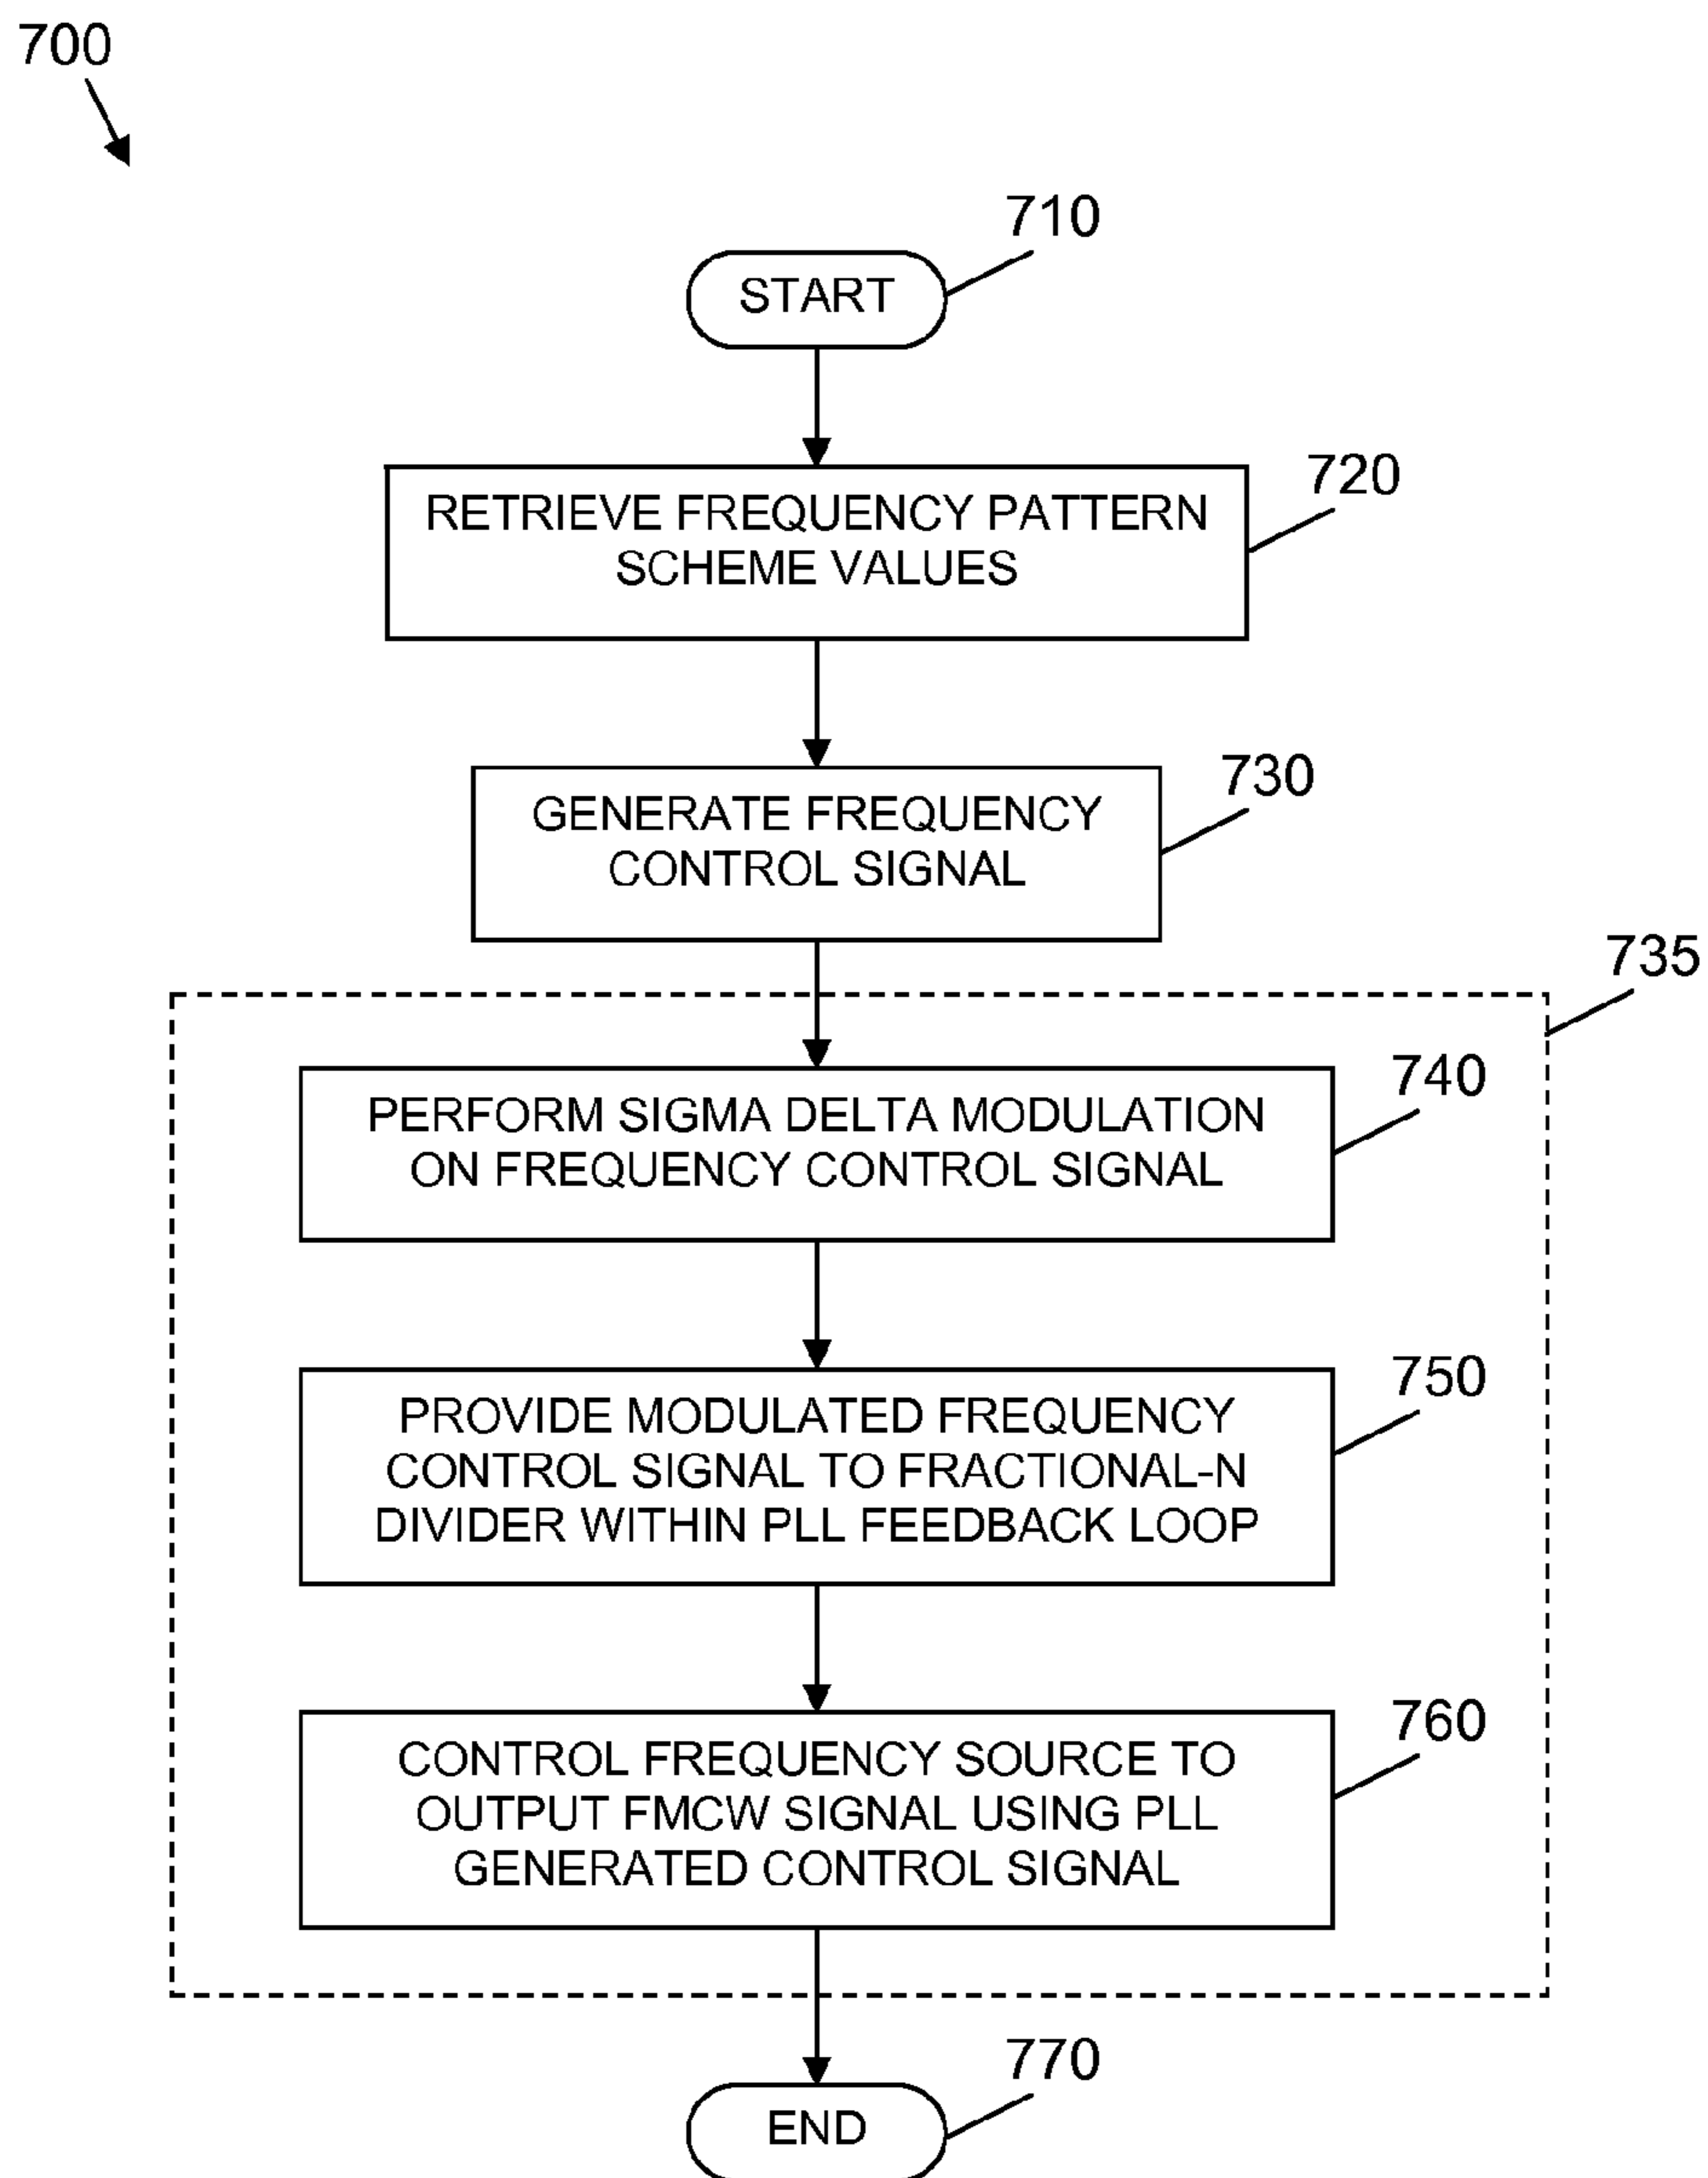 700
710
START
720
RETRIEVE FREQUENCY PATTERN
SCHEME VALUES
730
GENERATE FREQUENCY
CONTROL SIGNAL
735
740
PERFORM SIGMA DELTA MODULATION
ON FREQUENCY CONTROL SIGNAL
750
PROVIDE MODULATED FREQUENCY
CONTROL SIGNAL TO FRACTIONAL-N
DIVIDER WITHIN PLL FEEDBACK LOOP
760
CONTROL FREQUENCY SOURCE TO
OUTPUT FMCW SIGNAL USING PLL
GENERATED CONTROL SIGNAL
770
END